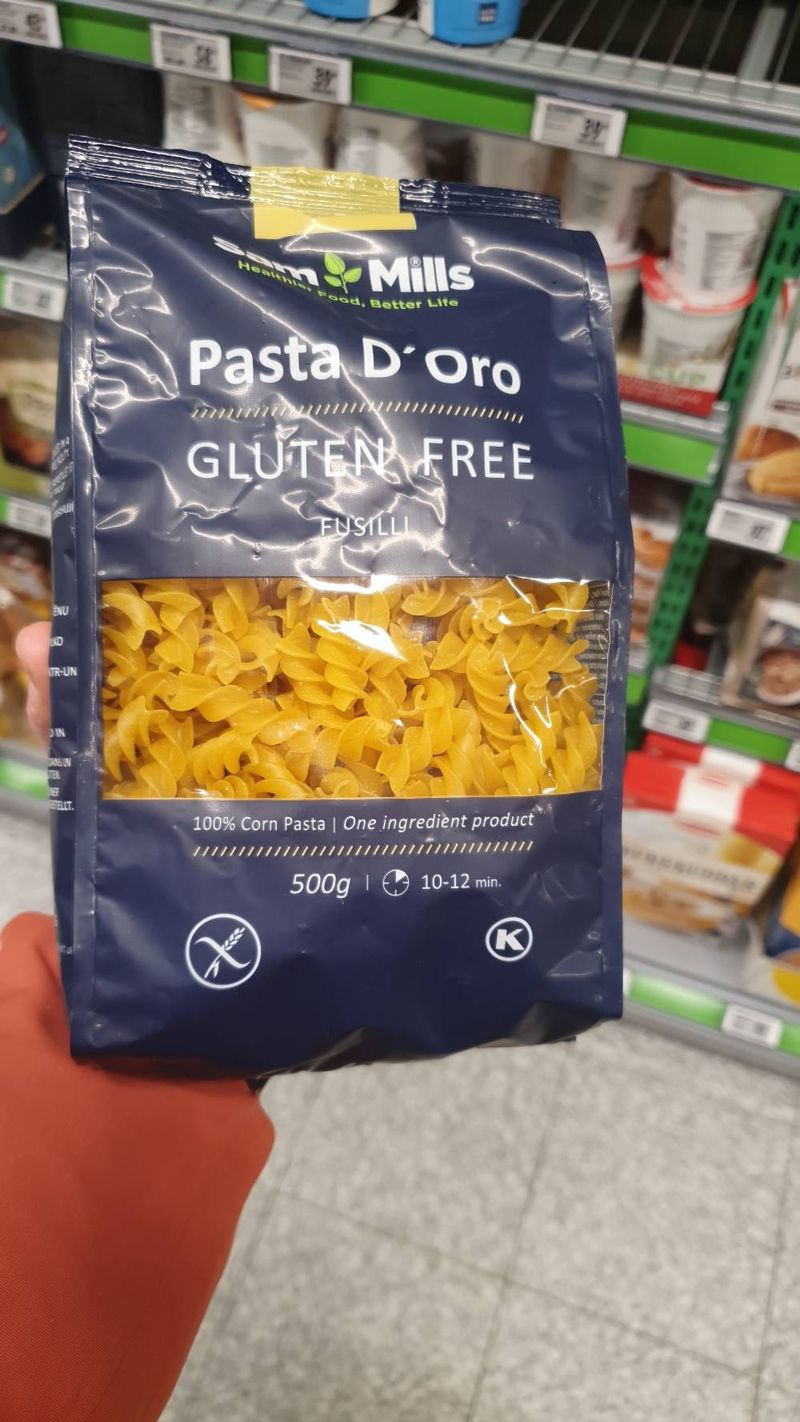 Sam Mills®
Healthier Food, Better Life
Pasta D´Oro
GLUTEN FREE
FUSILLI
100% Corn Pasta | One ingredient product
500g | 10-12 min.
K